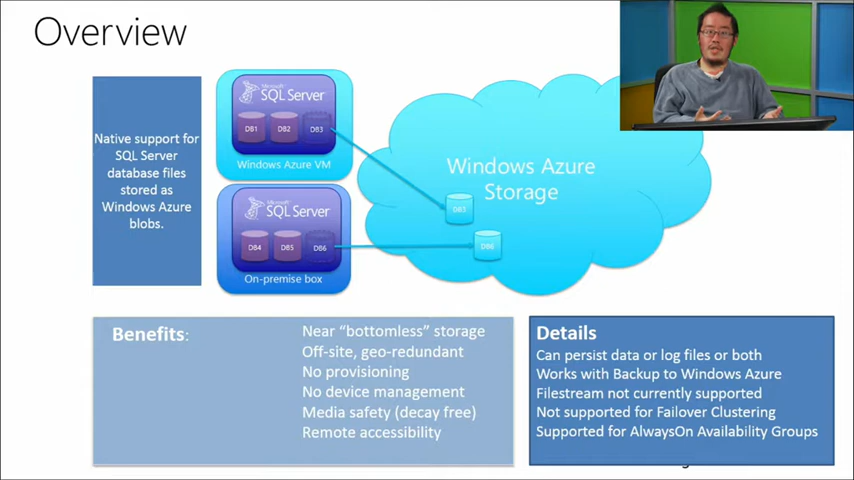 Overview
Native support for
SQL Server
database files
stored as
Windows Azure
blobs.
Microsoft
SQL Server
DB1
DB2
DB3
Windows Azure VM
Microsoft
SQL Server
DB4
DB5
DB6
On-premise box
Windows Azure
Storage
DB3
DB6
Benefits:
Near “bottomless” storage
Off-site, geo-redundant
No provisioning
No device management
Media safety (decay free)
Remote accessibility
Details
Can persist data or log files or both
Works with Backup to Windows Azure
Filestream not currently supported
Not supported for Failover Clustering
Supported for AlwaysOn Availability Groups